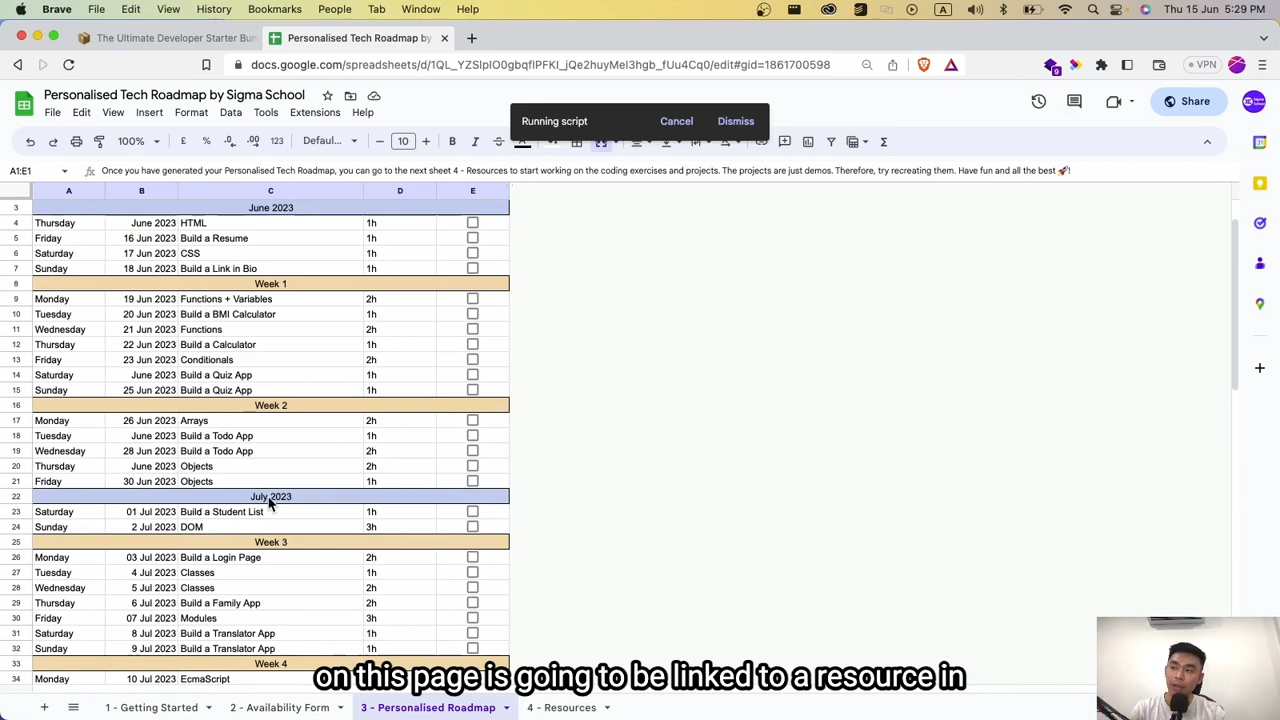 Brave File Edit View History Bookmarks People Tab Window Help Thu 15 Jun 5:29 PM
The Ultimate Developer Starter Bun Personalised Tech Roadmap by
docs.google.com/spreadsheets/d/1QL_YZSlpIO0gbqfIPFKI_jQe2huyMeI3hgb_fUu4Cq0/edit#gid=1861700598 VPN
Personalised Tech Roadmap by Sigma School
File Edit View Insert Format Data Tools Extensions Help Share
Running script Cancel Dismiss
100% £ % .0 .00 123 Defaul... 10 B I A
A1:E1 fx Once you have generated your Personalised Tech Roadmap, you can go to the next sheet 4 - Resources to start working on the coding exercises and projects. The projects are just demos. Therefore, try recreating them. Have fun and all the best 🚀!
A B C D E
3 June 2023
4 Thursday June 2023 HTML 1h
5 Friday 16 Jun 2023 Build a Resume 1h
6 Saturday 17 Jun 2023 CSS 1h
7 Sunday 18 Jun 2023 Build a Link in Bio 1h
8 Week 1
9 Monday 19 Jun 2023 Functions + Variables 2h
10 Tuesday 20 Jun 2023 Build a BMI Calculator 1h
11 Wednesday 21 Jun 2023 Functions 2h
12 Thursday 22 Jun 2023 Build a Calculator 1h
13 Friday 23 Jun 2023 Conditionals 2h
14 Saturday June 2023 Build a Quiz App 1h
15 Sunday 25 Jun 2023 Build a Quiz App 1h
16 Week 2
17 Monday 26 Jun 2023 Arrays 2h
18 Tuesday June 2023 Build a Todo App 1h
19 Wednesday 28 Jun 2023 Build a Todo App 2h
20 Thursday June 2023 Objects 2h
21 Friday 30 Jun 2023 Objects 1h
22 July 2023
23 Saturday 01 Jul 2023 Build a Student List 1h
24 Sunday 2 Jul 2023 DOM 3h
25 Week 3
26 Monday 03 Jul 2023 Build a Login Page 2h
27 Tuesday 4 Jul 2023 Classes 1h
28 Wednesday 5 Jul 2023 Classes 2h
29 Thursday 6 Jul 2023 Build a Family App 2h
30 Friday 07 Jul 2023 Modules 3h
31 Saturday 8 Jul 2023 Build a Translator App 1h
32 Sunday 9 Jul 2023 Build a Translator App 1h
33 Week 4
34 Monday 10 Jul 2023 EcmaScript
on this page is going to be linked to a resource in
1 - Getting Started 2 - Availability Form 3 - Personalised Roadmap 4 - Resources